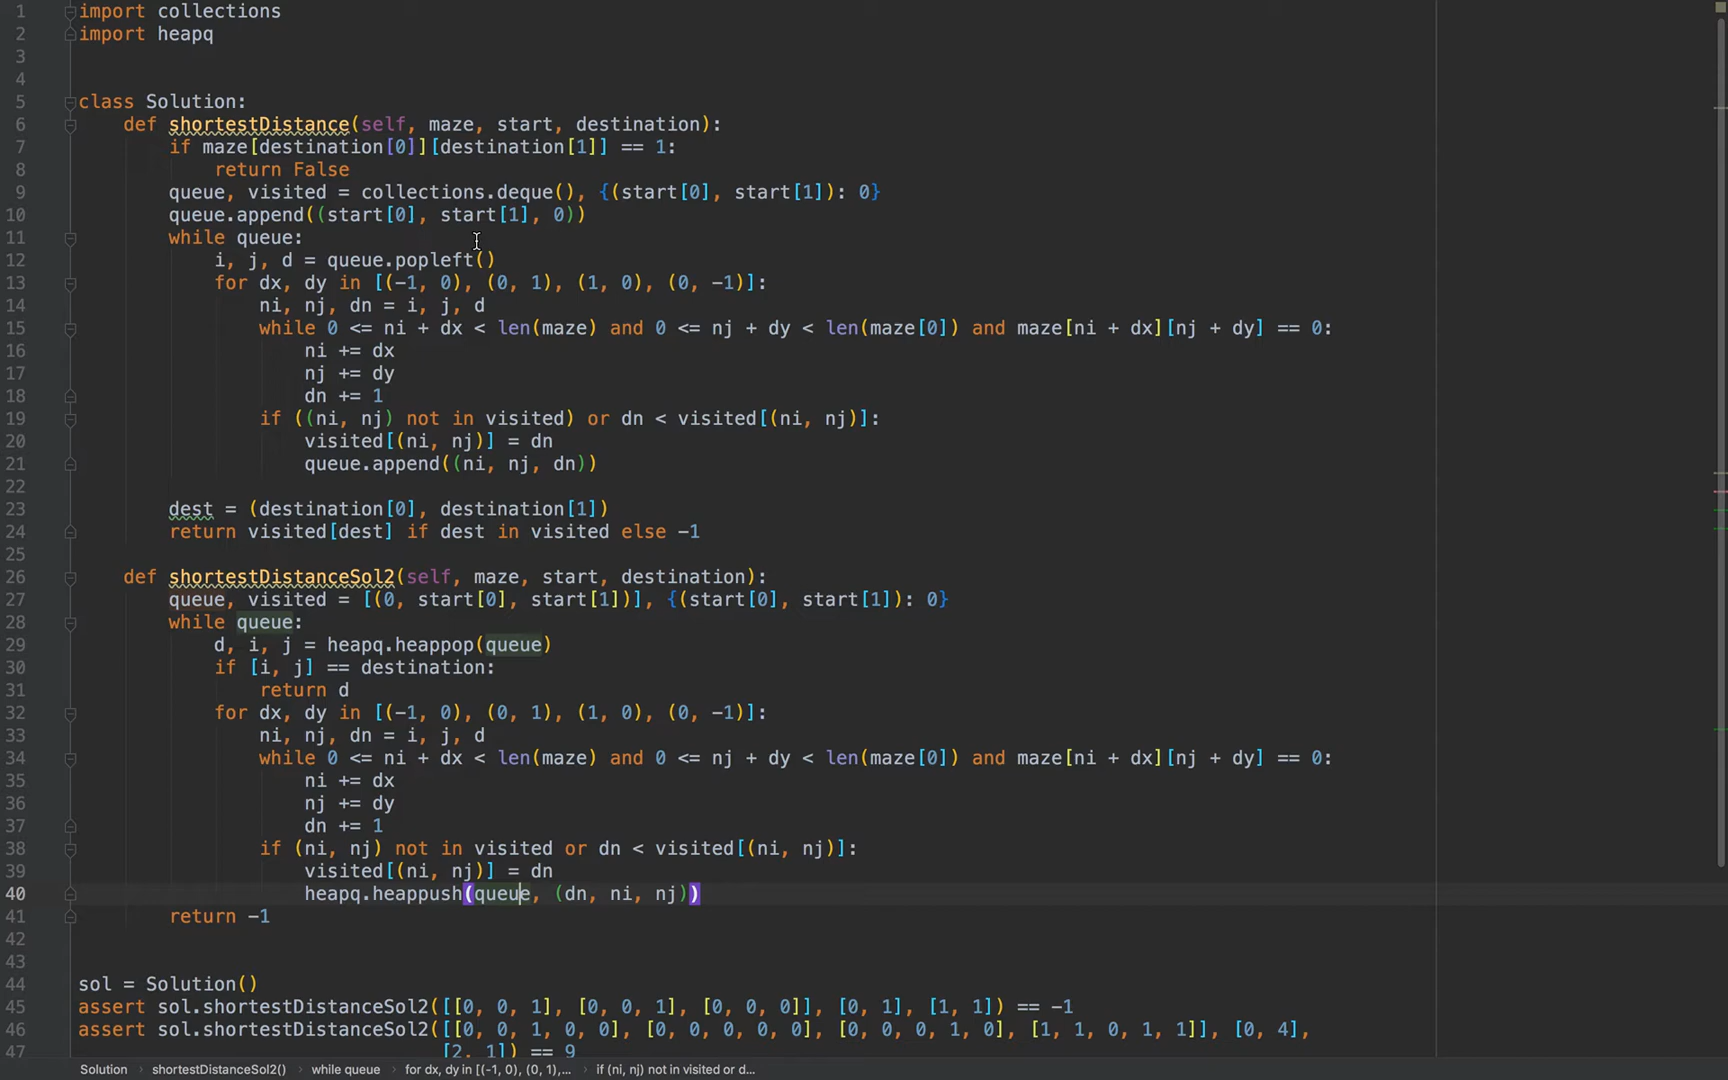 1 import collections
2 import heapq
3
4
5 class Solution:
6     def shortestDistance(self, maze, start, destination):
7         if maze[destination[0]][destination[1]] == 1:
8             return False
9         queue, visited = collections.deque(), {(start[0], start[1]): 0}
10         queue.append((start[0], start[1], 0))
11         while queue:
12             i, j, d = queue.popleft()
13             for dx, dy in [(-1, 0), (0, 1), (1, 0), (0, -1)]:
14                 ni, nj, dn = i, j, d
15                 while 0 <= ni + dx < len(maze) and 0 <= nj + dy < len(maze[0]) and maze[ni + dx][nj + dy] == 0:
16                     ni += dx
17                     nj += dy
18                     dn += 1
19                 if ((ni, nj) not in visited) or dn < visited[(ni, nj)]:
20                     visited[(ni, nj)] = dn
21                     queue.append((ni, nj, dn))
22
23         dest = (destination[0], destination[1])
24         return visited[dest] if dest in visited else -1
25
26     def shortestDistanceSol2(self, maze, start, destination):
27         queue, visited = [(0, start[0], start[1])], {(start[0], start[1]): 0}
28         while queue:
29             d, i, j = heapq.heappop(queue)
30             if [i, j] == destination:
31                 return d
32             for dx, dy in [(-1, 0), (0, 1), (1, 0), (0, -1)]:
33                 ni, nj, dn = i, j, d
34                 while 0 <= ni + dx < len(maze) and 0 <= nj + dy < len(maze[0]) and maze[ni + dx][nj + dy] == 0:
35                     ni += dx
36                     nj += dy
37                     dn += 1
38                 if (ni, nj) not in visited or dn < visited[(ni, nj)]:
39                     visited[(ni, nj)] = dn
40                     heapq.heappush(queue, (dn, ni, nj))
41         return -1
42
43
44 sol = Solution()
45 assert sol.shortestDistanceSol2([[0, 0, 1], [0, 0, 1], [0, 0, 0]], [0, 1], [1, 1]) == -1
46 assert sol.shortestDistanceSol2([[0, 0, 1, 0, 0], [0, 0, 0, 0, 0], [0, 0, 0, 1, 0], [1, 1, 0, 1, 1]], [0, 4],
47                                 [2, 1]) == 9
Solution › shortestDistanceSol2() › while queue › for dx, dy in [(-1, 0), (0, 1),... › if (ni, nj) not in visited or d...